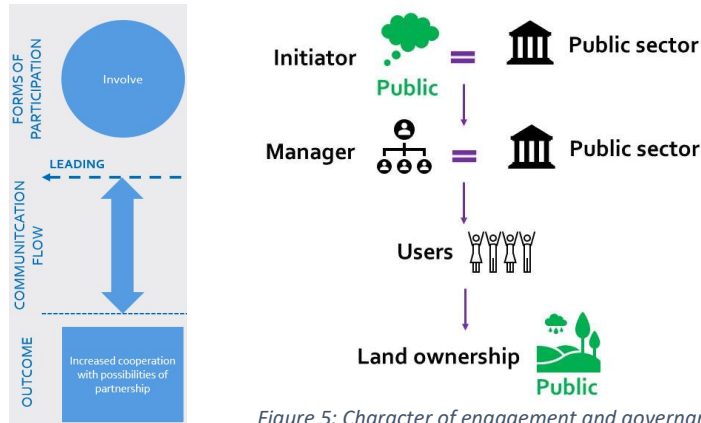 FORMS OF
PARTICIPATION
Involve
LEADING
COMMUNITCATION
FLOW
OUTCOME
Increased cooperation
with possibilities of
partnership
Initiator
Public
=
Public sector
Manager
=
Public sector
Users
Land ownership
Public
Figure 5: Character of engagement and governan